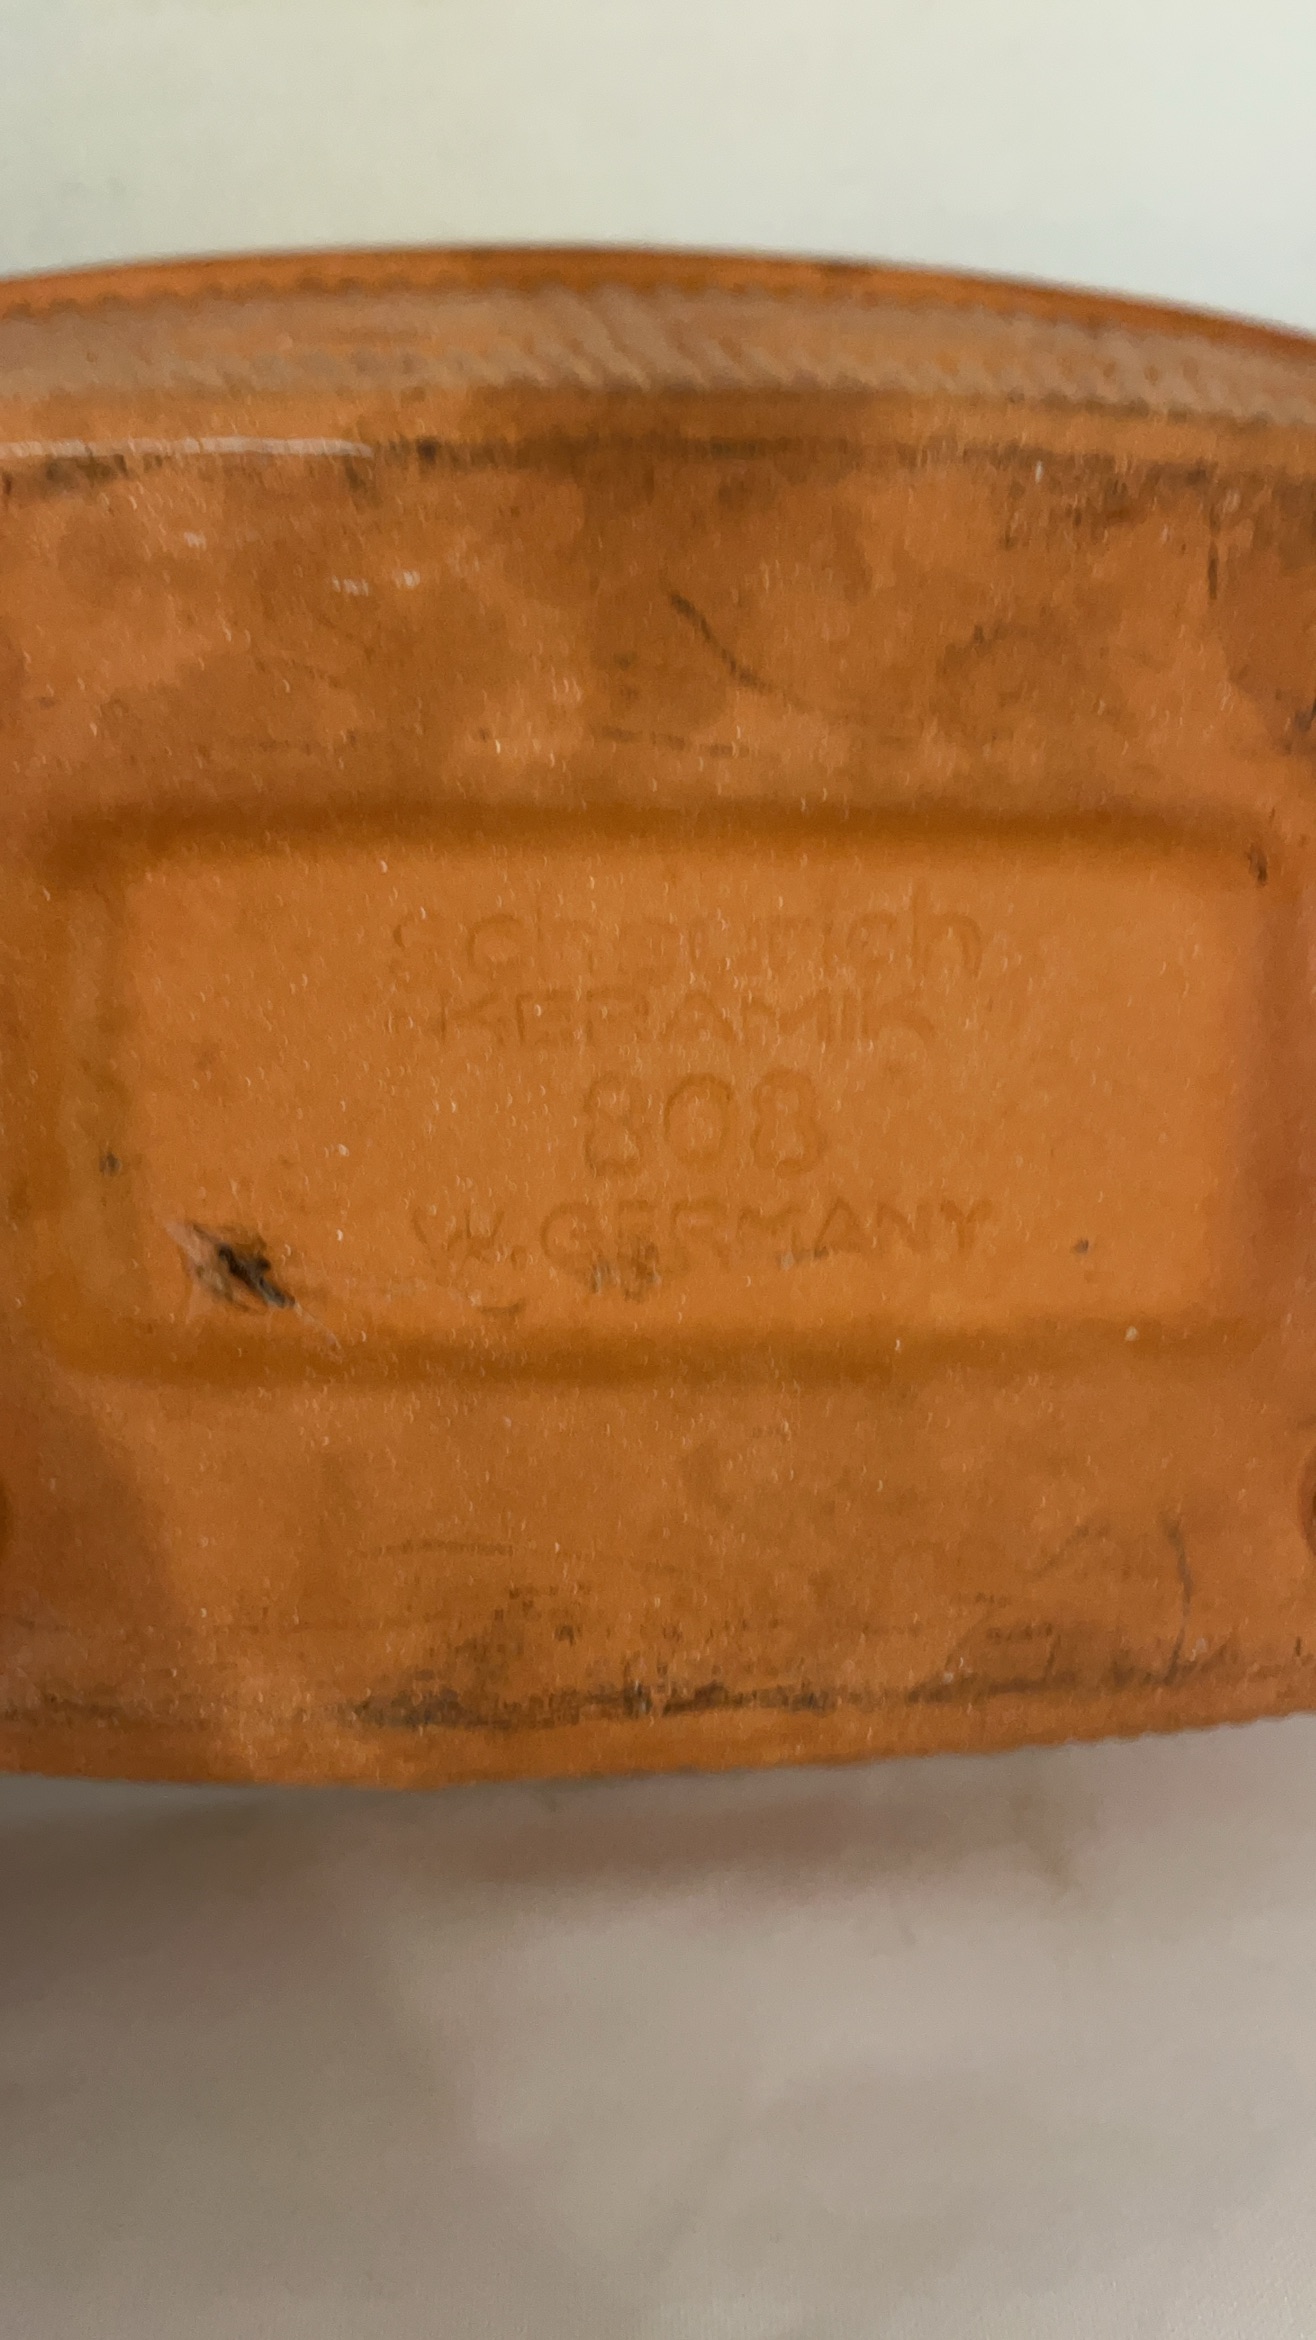 scheurich
KERAMIK
808
W. GERMANY